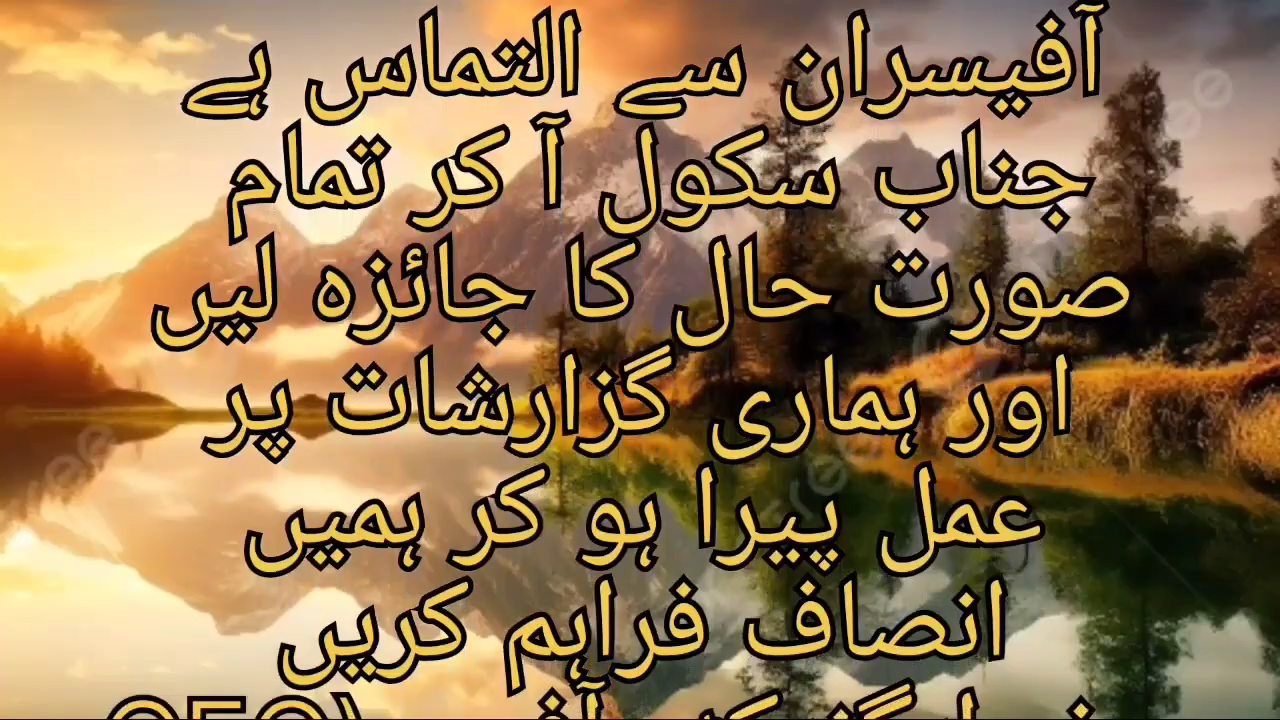 آفیسران سے التماس ہے
جناب سکول آ کر تمام
صورت حال کا جائزہ لیں
اور ہماری گزارشات پر
عمل پیرا ہو کر ہمیں
انصاف فراہم کریں